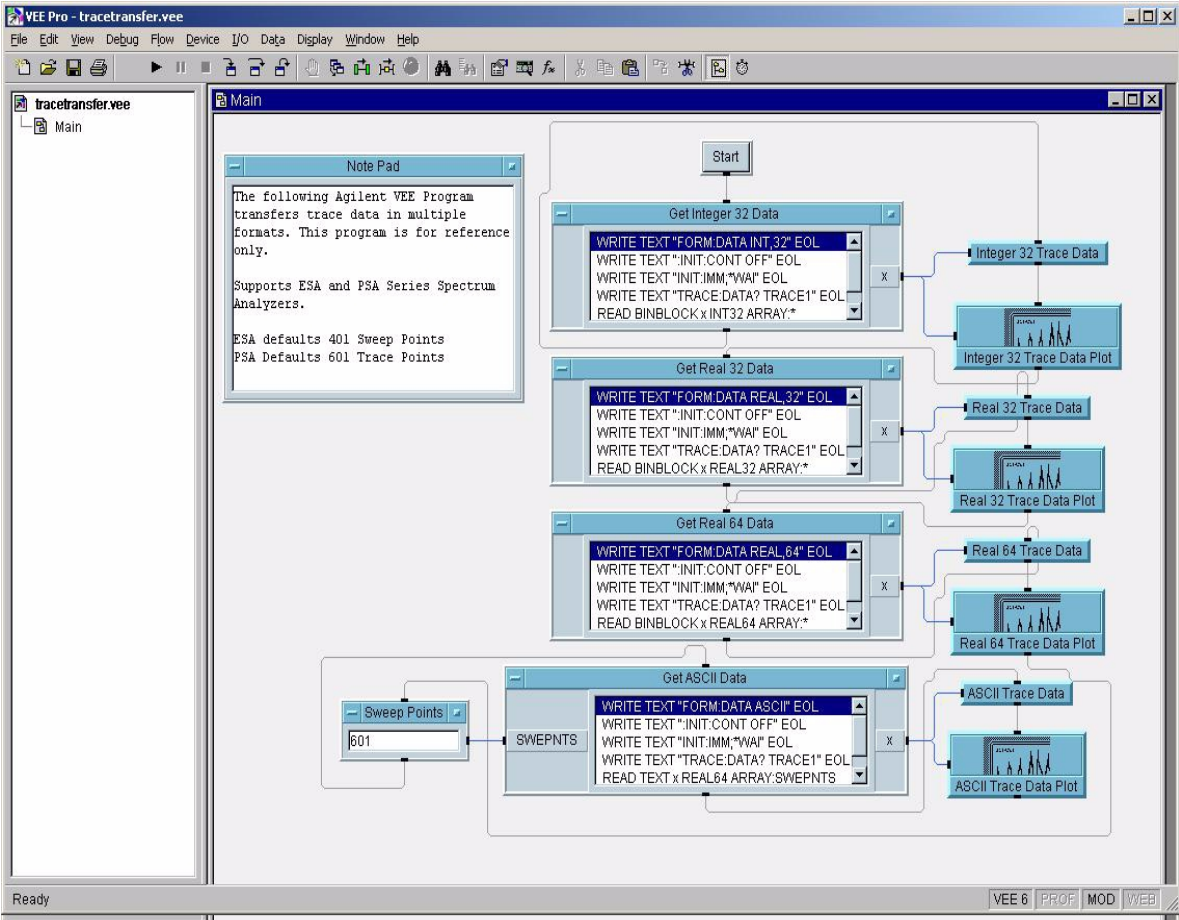 VEE Pro - tracetransfer.vee
File Edit View Debug Flow Device I/O Data Display Window Help
tracetransfer.vee
Main
Main
Note Pad
The following Agilent VEE Program
transfers trace data in multiple
formats. This program is for reference
only.
Supports ESA and PSA Series Spectrum
Analyzers.
ESA defaults 401 Sweep Points
PSA Defaults 601 Trace Points
Start
Get Integer 32 Data
WRITE TEXT "FORM:DATA INT,32" EOL
WRITE TEXT ":INIT:CONT OFF" EOL
WRITE TEXT "INIT:IMM;*WAI" EOL
WRITE TEXT "TRACE:DATA? TRACE1" EOL
READ BINBLOCK x INT32 ARRAY:*
X
Integer 32 Trace Data
Integer 32 Trace Data Plot
Get Real 32 Data
WRITE TEXT "FORM:DATA REAL,32" EOL
WRITE TEXT ":INIT:CONT OFF" EOL
WRITE TEXT "INIT:IMM;*WAI" EOL
WRITE TEXT "TRACE:DATA? TRACE1" EOL
READ BINBLOCK x REAL32 ARRAY:*
X
Real 32 Trace Data
Real 32 Trace Data Plot
Get Real 64 Data
WRITE TEXT "FORM:DATA REAL,64" EOL
WRITE TEXT ":INIT:CONT OFF" EOL
WRITE TEXT "INIT:IMM;*WAI" EOL
WRITE TEXT "TRACE:DATA? TRACE1" EOL
READ BINBLOCK x REAL64 ARRAY:*
X
Real 64 Trace Data
Real 64 Trace Data Plot
Sweep Points
601
Get ASCII Data
SWEPNTS
WRITE TEXT "FORM:DATA ASCII" EOL
WRITE TEXT ":INIT:CONT OFF" EOL
WRITE TEXT "INIT:IMM;*WAI" EOL
WRITE TEXT "TRACE:DATA? TRACE1" EOL
READ TEXT x REAL64 ARRAY:SWEPNTS
X
ASCII Trace Data
ASCII Trace Data Plot
Ready
VEE 6 PROF MOD WEB